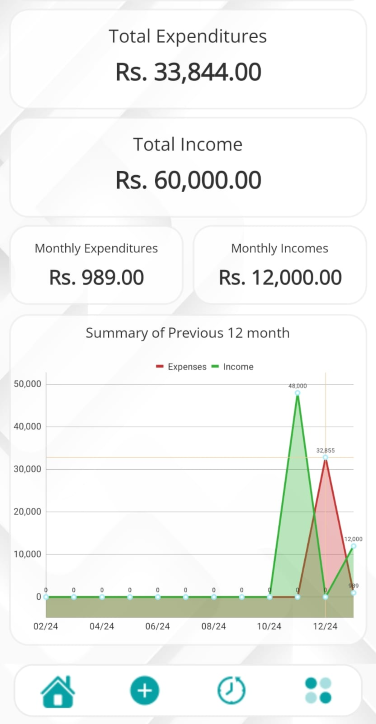 Total Expenditures
Rs. 33,844.00
Total Income
Rs. 60,000.00
Monthly Expenditures
Rs. 989.00
Monthly Incomes
Rs. 12,000.00
Summary of Previous 12 month
Expenses Income
50,000
48,000
40,000
32,855
30,000
20,000
12,000
10,000
989
0 0 0 0 0 0 0 0 0 0
0
02/24 04/24 06/24 08/24 10/24 12/24